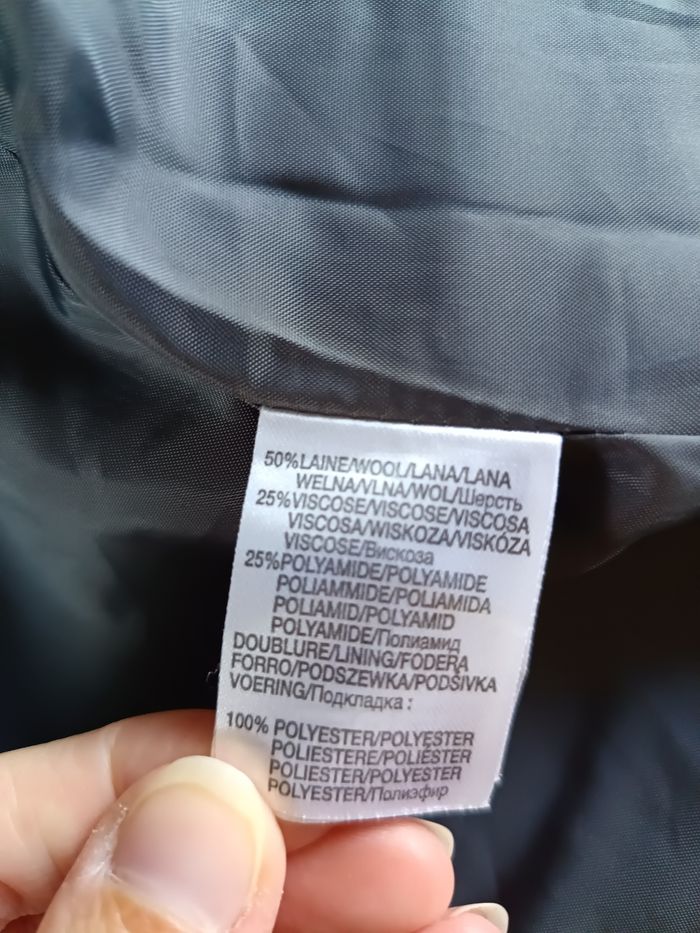 50%LAINE/WOOL/LANA/LANA
WELNA/VLNA/WOL/Шерсть
25%VISCOSE/VISCOSE/VISCOSA
VISCOSA/WISKOZA/VISKÓZA
VISCOSE/Вискоза
25%POLYAMIDE/POLYAMIDE
POLIAMMIDE/POLIAMIDA
POLIAMID/POLYAMID
POLYAMIDE/Полиамид
DOUBLURE/LINING/FODERA
FORRO/PODSZEWKA/PODŠIVKA
VOERING/Подкладка :
100% POLYESTER/POLYESTER
POLIESTERE/POLIÉSTER
POLIESTER/POLYESTER
POLYESTER/Полиэфир